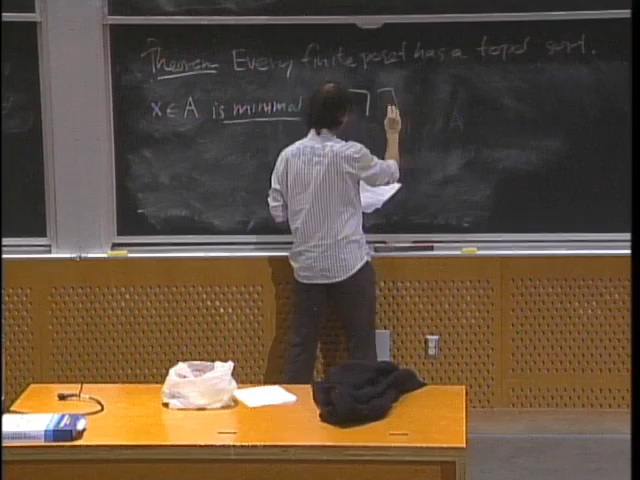 Theorem Every finite poset has a topol sort.
x ∈ A is minimal ¬∃